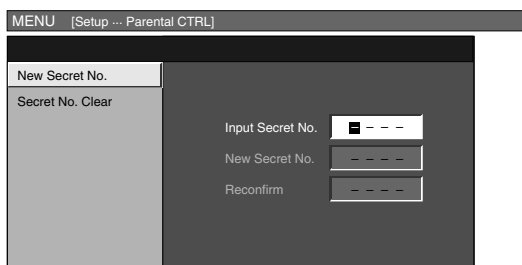 MENU [Setup ··· Parental CTRL]
New Secret No.
Secret No. Clear
Input Secret No. – – – –
New Secret No. – – – –
Reconfirm – – – –